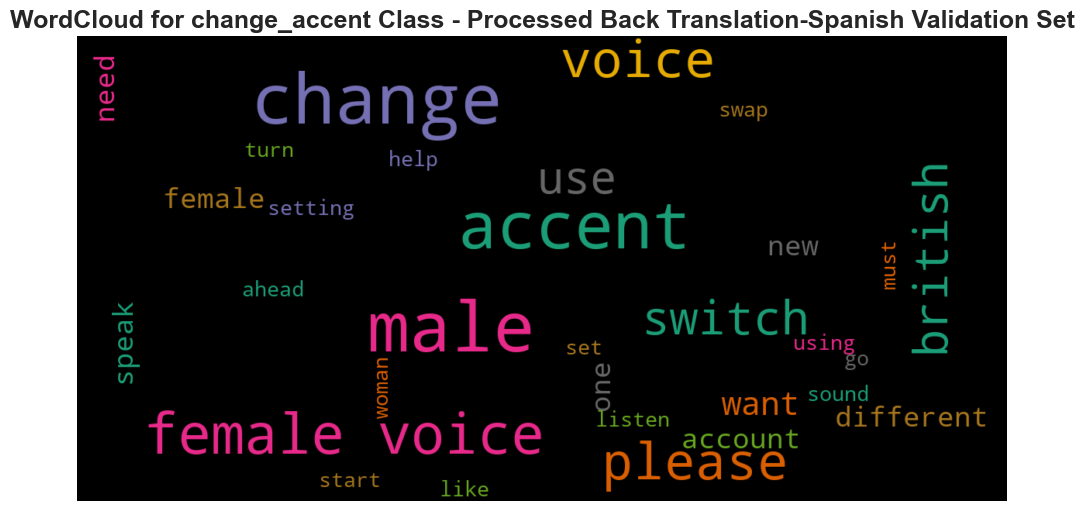 WordCloud for change_accent Class - Processed Back Translation-Spanish Validation Set
voice
need
change
swap
turn
help
use
female
setting
accent
british
new
must
ahead
speak
male
switch
using
set
go
woman
one
want
sound
female voice
listen
different
account
please
start
like